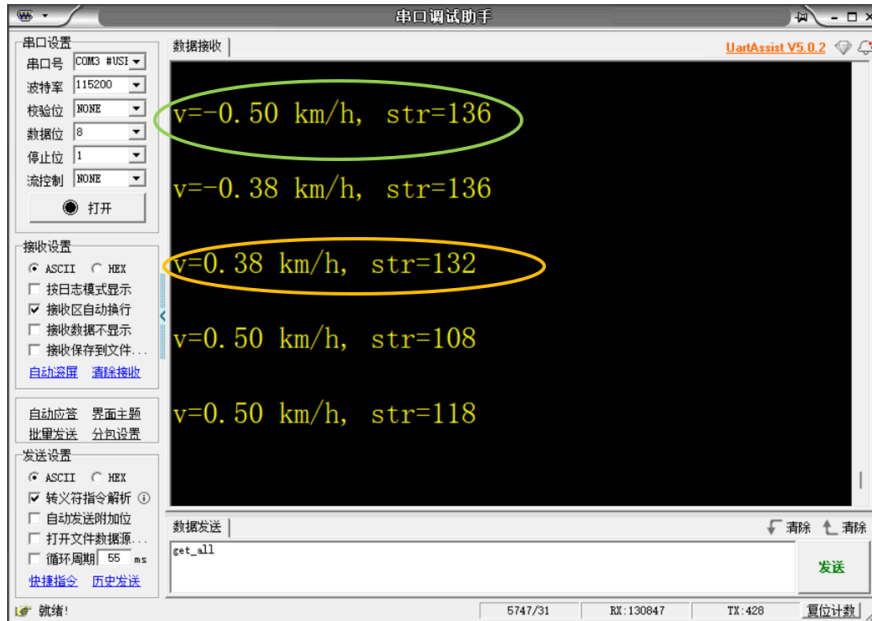 串口调试助手
串口设置
串口号 COM3 #USI
波特率 115200
校验位 NONE
数据位 8
停止位 1
流控制 NONE
打开
接收设置
ASCII HEX
按日志模式显示
接收区自动换行
接收数据不显示
接收保存到文件...
自动滚屏 清除接收
自动应答 界面主题
批量发送 分包设置
发送设置
ASCII HEX
转义符指令解析
自动发送附加位
打开文件数据源...
循环周期 55 ms
快捷指令 历史发送
数据接收 UartAssist V5.0.2
v=-0.50 km/h, str=136
v=-0.38 km/h, str=136
v=0.38 km/h, str=132
v=0.50 km/h, str=108
v=0.50 km/h, str=118
数据发送 清除 清除
get_all
发送
就绪! 5747/31 RX:130847 TX:428 复位计数